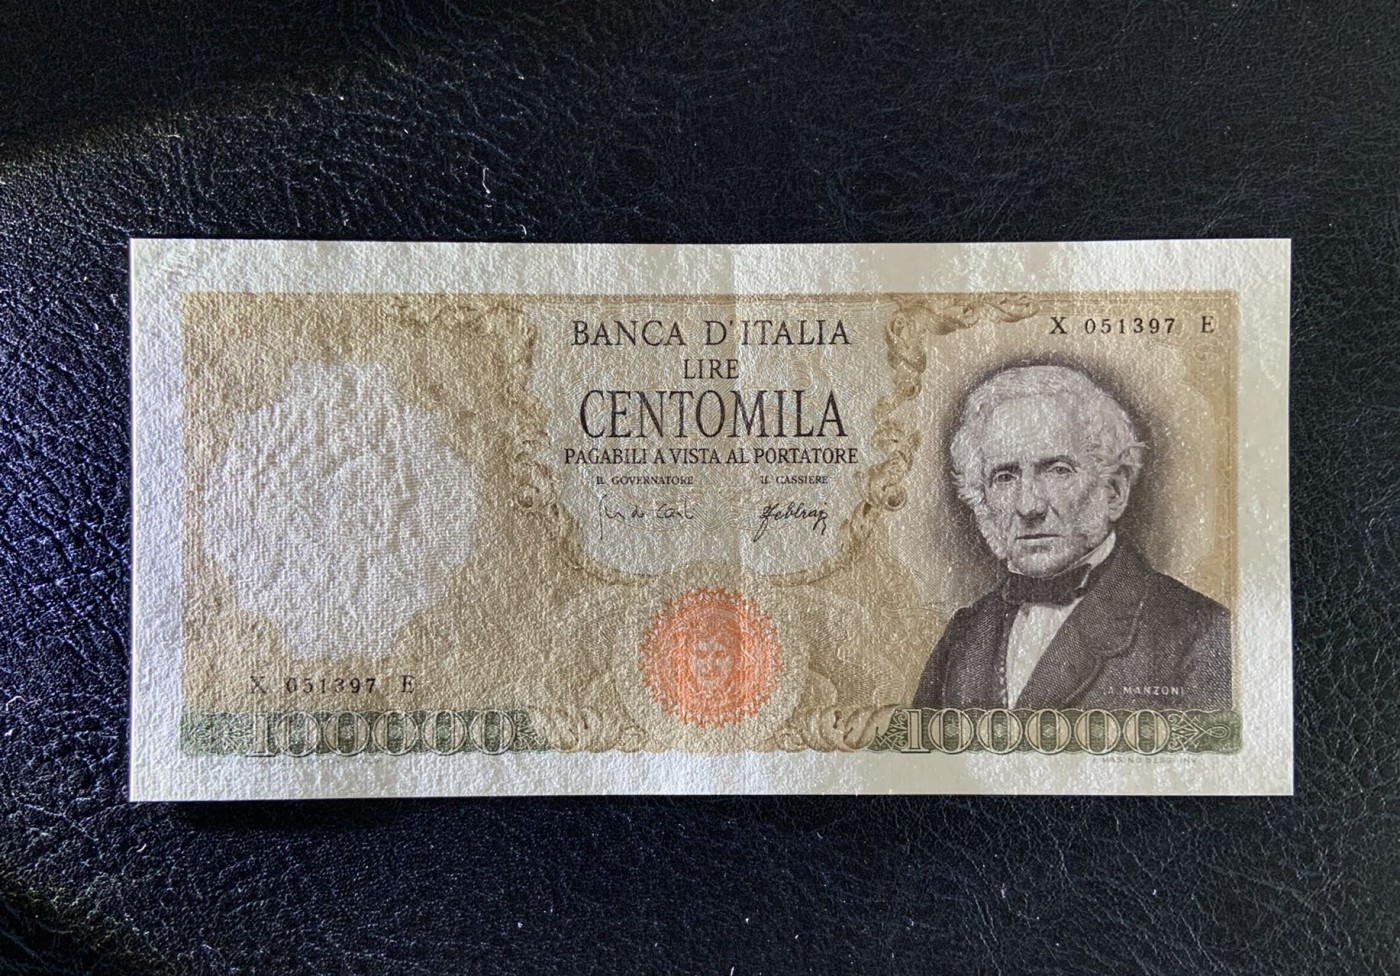 BANCA D'ITALIA
LIRE
CENTOMILA
PAGABILI A VISTA AL PORTATORE
IL GOVERNATORE IL CASSIERE
X 051397 E
X 051397 E
A. MANZONI
100000
100000